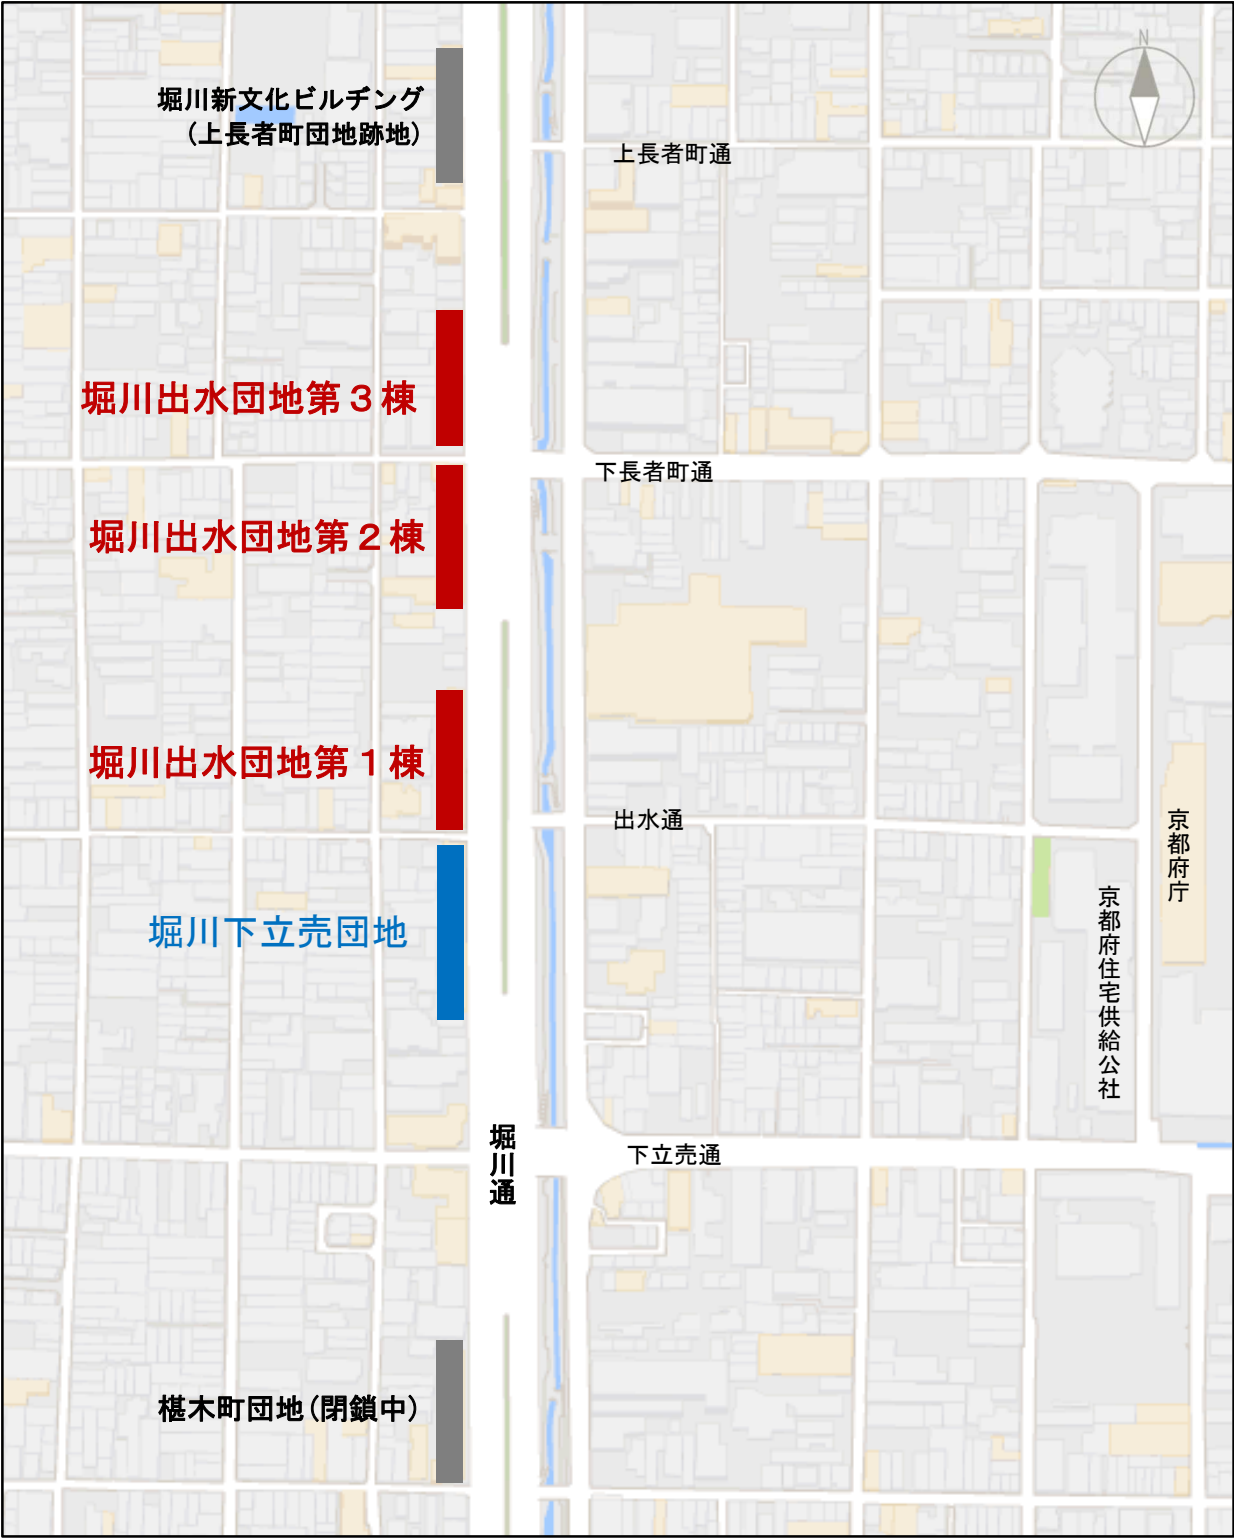 N
堀川新文化ビルヂング
(上長者町団地跡地)
上長者町通
堀川出水団地第３棟
下長者町通
堀川出水団地第２棟
堀川出水団地第１棟
出水通
京都府庁
京都府住宅供給公社
堀川下立売団地
堀川通
下立売通
椹木町団地(閉鎖中)